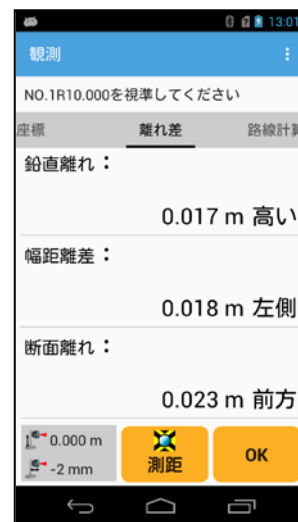 13:01
観測
NO.1R10.000を視準してください
座標 離れ差 路線計算
鉛直離れ：
0.017 m 高い
幅距離差：
0.018 m 左側
断面離れ：
0.023 m 前方
0.000 m
-2 mm
測距
OK